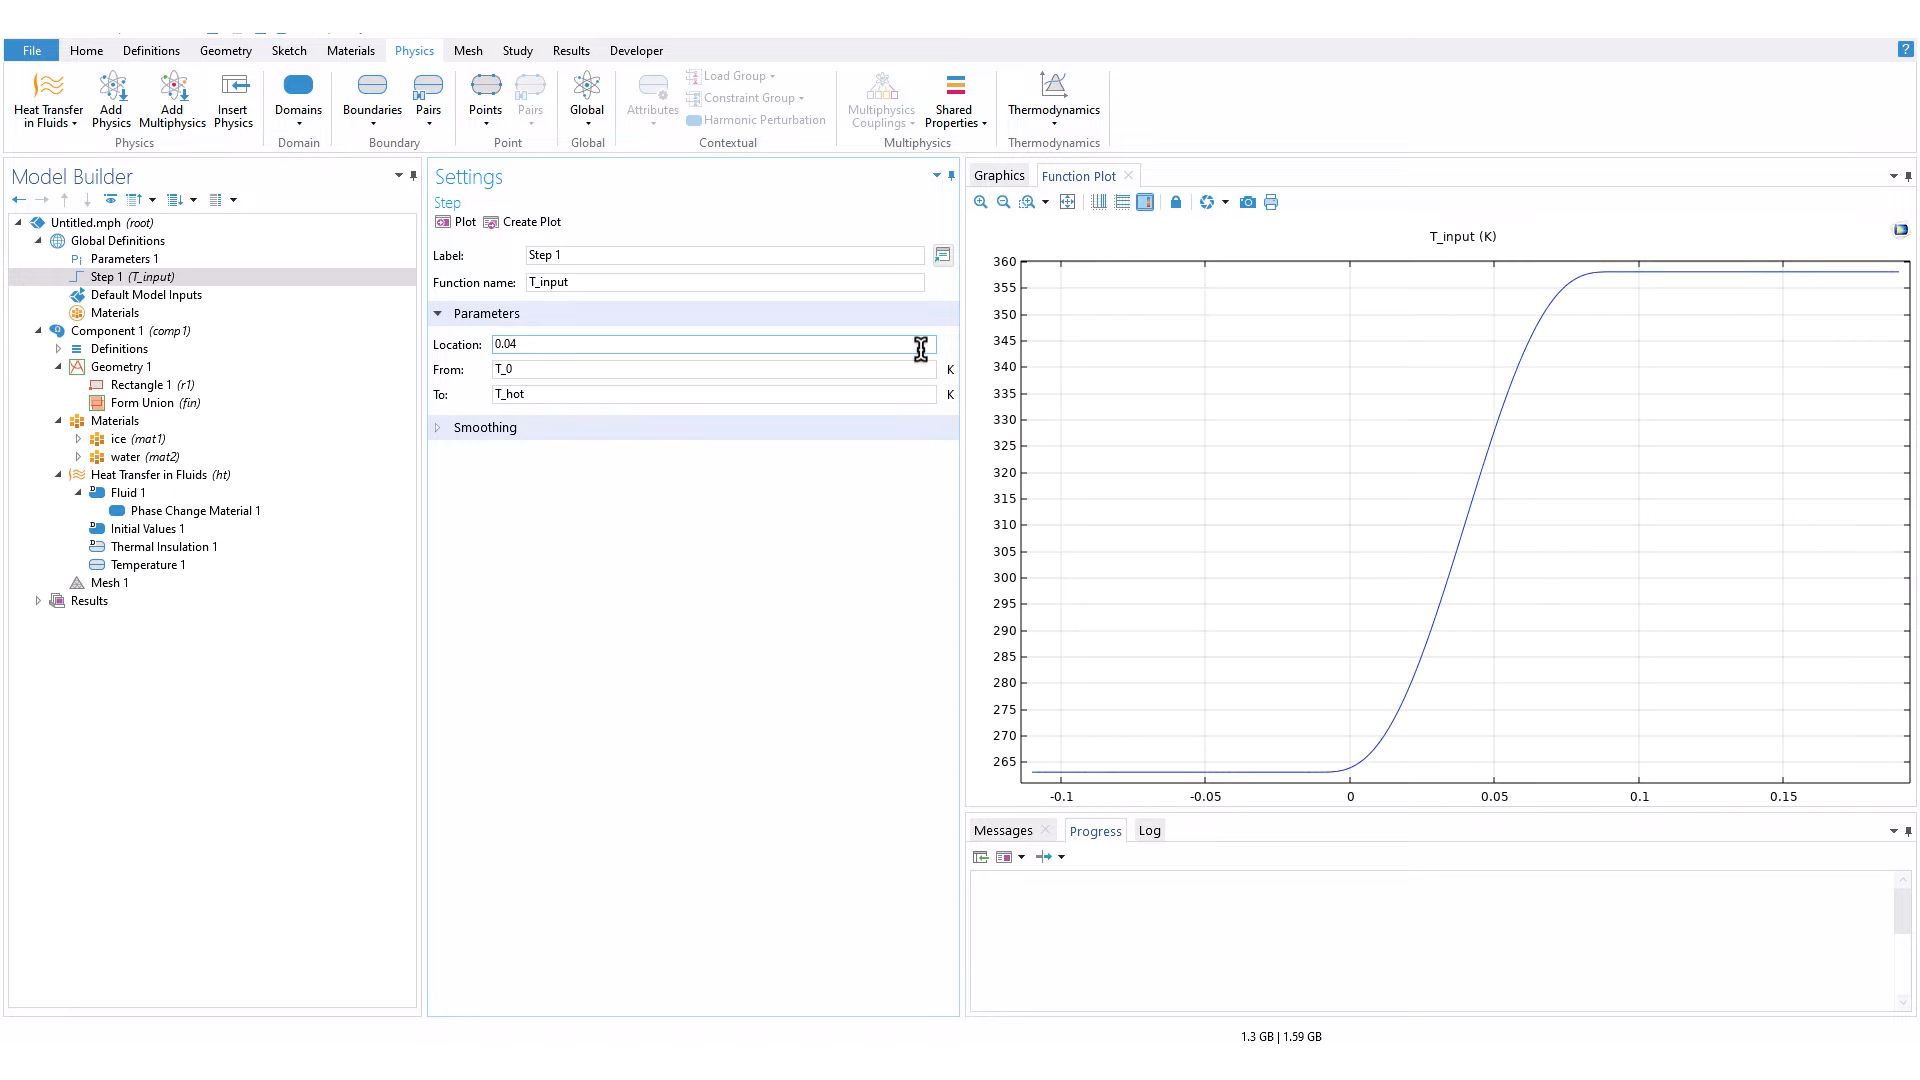 File Home Definitions Geometry Sketch Materials Physics Mesh Study Results Developer
Heat Transfer in Fluids
Add Physics
Add Multiphysics
Insert Physics
Domains
Boundaries
Pairs
Points
Pairs
Global
Attributes
Load Group
Constraint Group
Harmonic Perturbation
Multiphysics Couplings
Shared Properties
Thermodynamics
Physics Domain Boundary Point Global Contextual Multiphysics Thermodynamics
Model Builder
Untitled.mph (root)
Global Definitions
Pi Parameters 1
Step 1 (T_input)
Default Model Inputs
Materials
Component 1 (comp1)
Definitions
Geometry 1
Rectangle 1 (r1)
Form Union (fin)
Materials
ice (mat1)
water (mat2)
Heat Transfer in Fluids (ht)
D Fluid 1
Phase Change Material 1
D Initial Values 1
D Thermal Insulation 1
Temperature 1
Mesh 1
Results
Settings
Step
Plot Create Plot
Label: Step 1
Function name: T_input
Parameters
Location: 0.04
From: T_0 K
To: T_hot K
Smoothing
Graphics Function Plot
T_input (K)
360
355
350
345
340
335
330
325
320
315
310
305
300
295
290
285
280
275
270
265
-0.1 -0.05 0 0.05 0.1 0.15
Messages Progress Log
1.3 GB | 1.59 GB
?